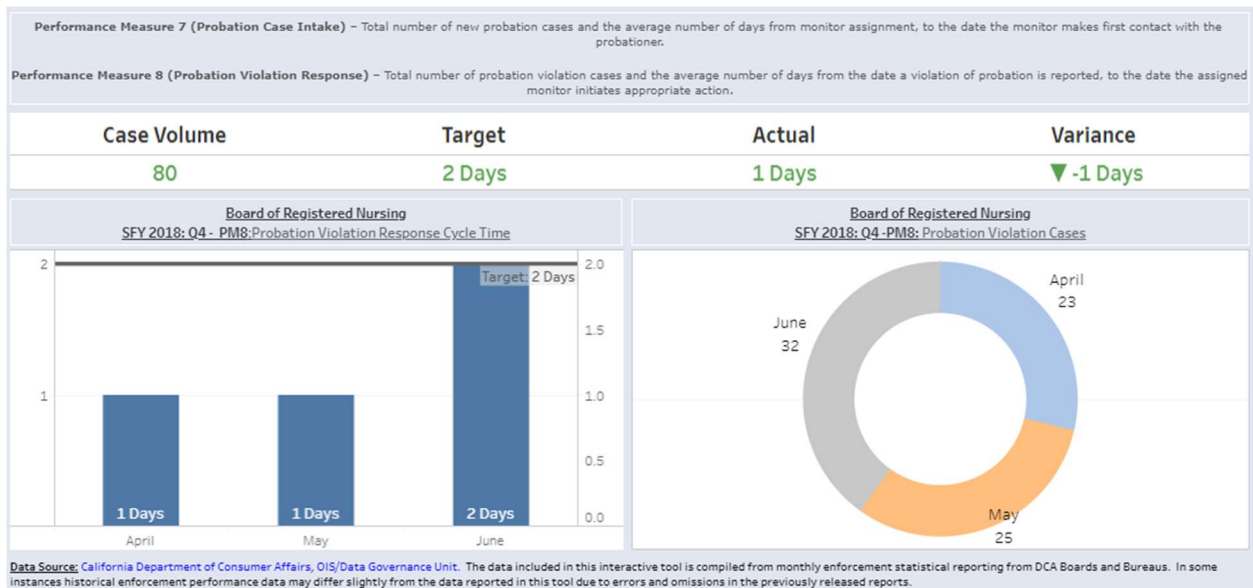 Performance Measure 7 (Probation Case Intake) – Total number of new probation cases and the average number of days from monitor assignment, to the date the monitor makes first contact with the
probationer.
Performance Measure 8 (Probation Violation Response) – Total number of probation violation cases and the average number of days from the date a violation of probation is reported, to the date the assigned
monitor initiates appropriate action.
Case Volume Target Actual Variance
80 2 Days 1 Days ▼ -1 Days
Board of Registered Nursing
SFY 2018: Q4 - PM8:Probation Violation Response Cycle Time
2
1
Target: 2 Days
2.0
1.5
1.0
0.5
0.0
1 Days 1 Days 2 Days
April May June
Board of Registered Nursing
SFY 2018: Q4 -PM8: Probation Violation Cases
April
23
June
32
May
25
Data Source: California Department of Consumer Affairs, OIS/Data Governance Unit. The data included in this interactive tool is compiled from monthly enforcement statistical reporting from DCA Boards and Bureaus. In some
instances historical enforcement performance data may differ slightly from the data reported in this tool due to errors and omissions in the previously released reports.